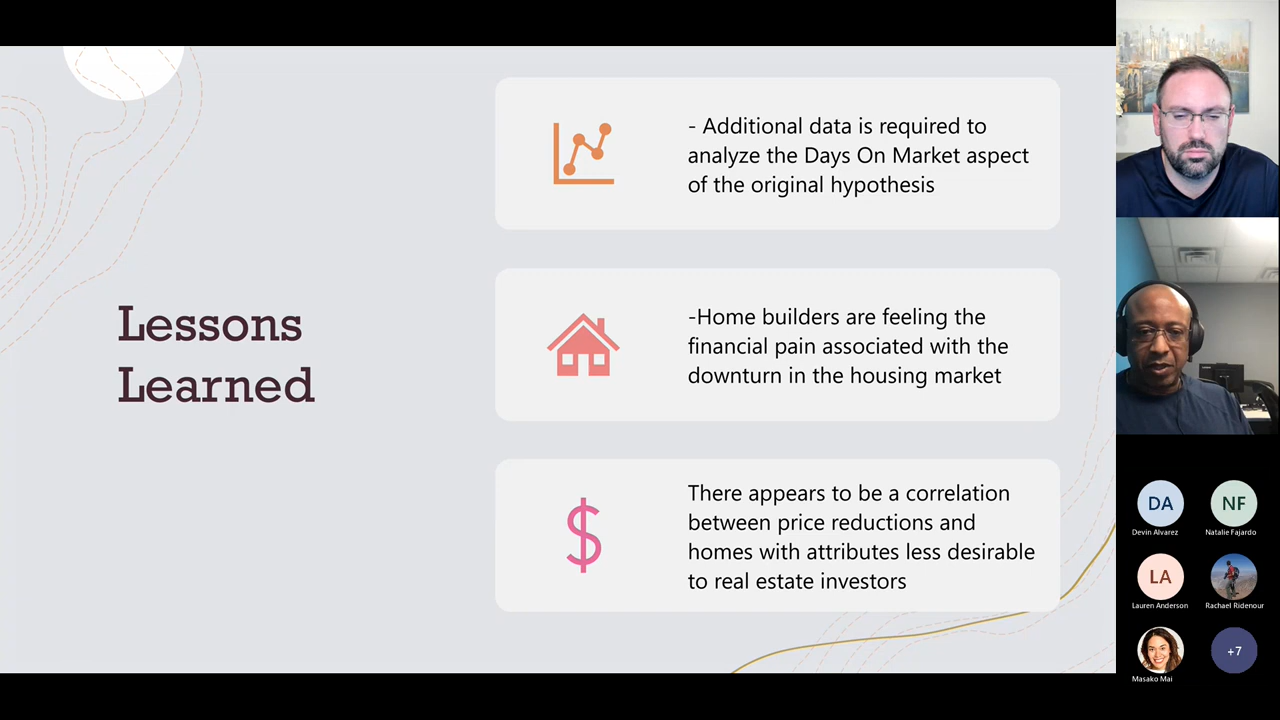 Lessons
Learned
- Additional data is required to
analyze the Days On Market aspect
of the original hypothesis
-Home builders are feeling the
financial pain associated with the
downturn in the housing market
There appears to be a correlation
between price reductions and
homes with attributes less desirable
to real estate investors
DA
Devin Alvarez
NF
Natalie Fajardo
LA
Lauren Anderson
Rachael Ridenour
Masako Mai
+7